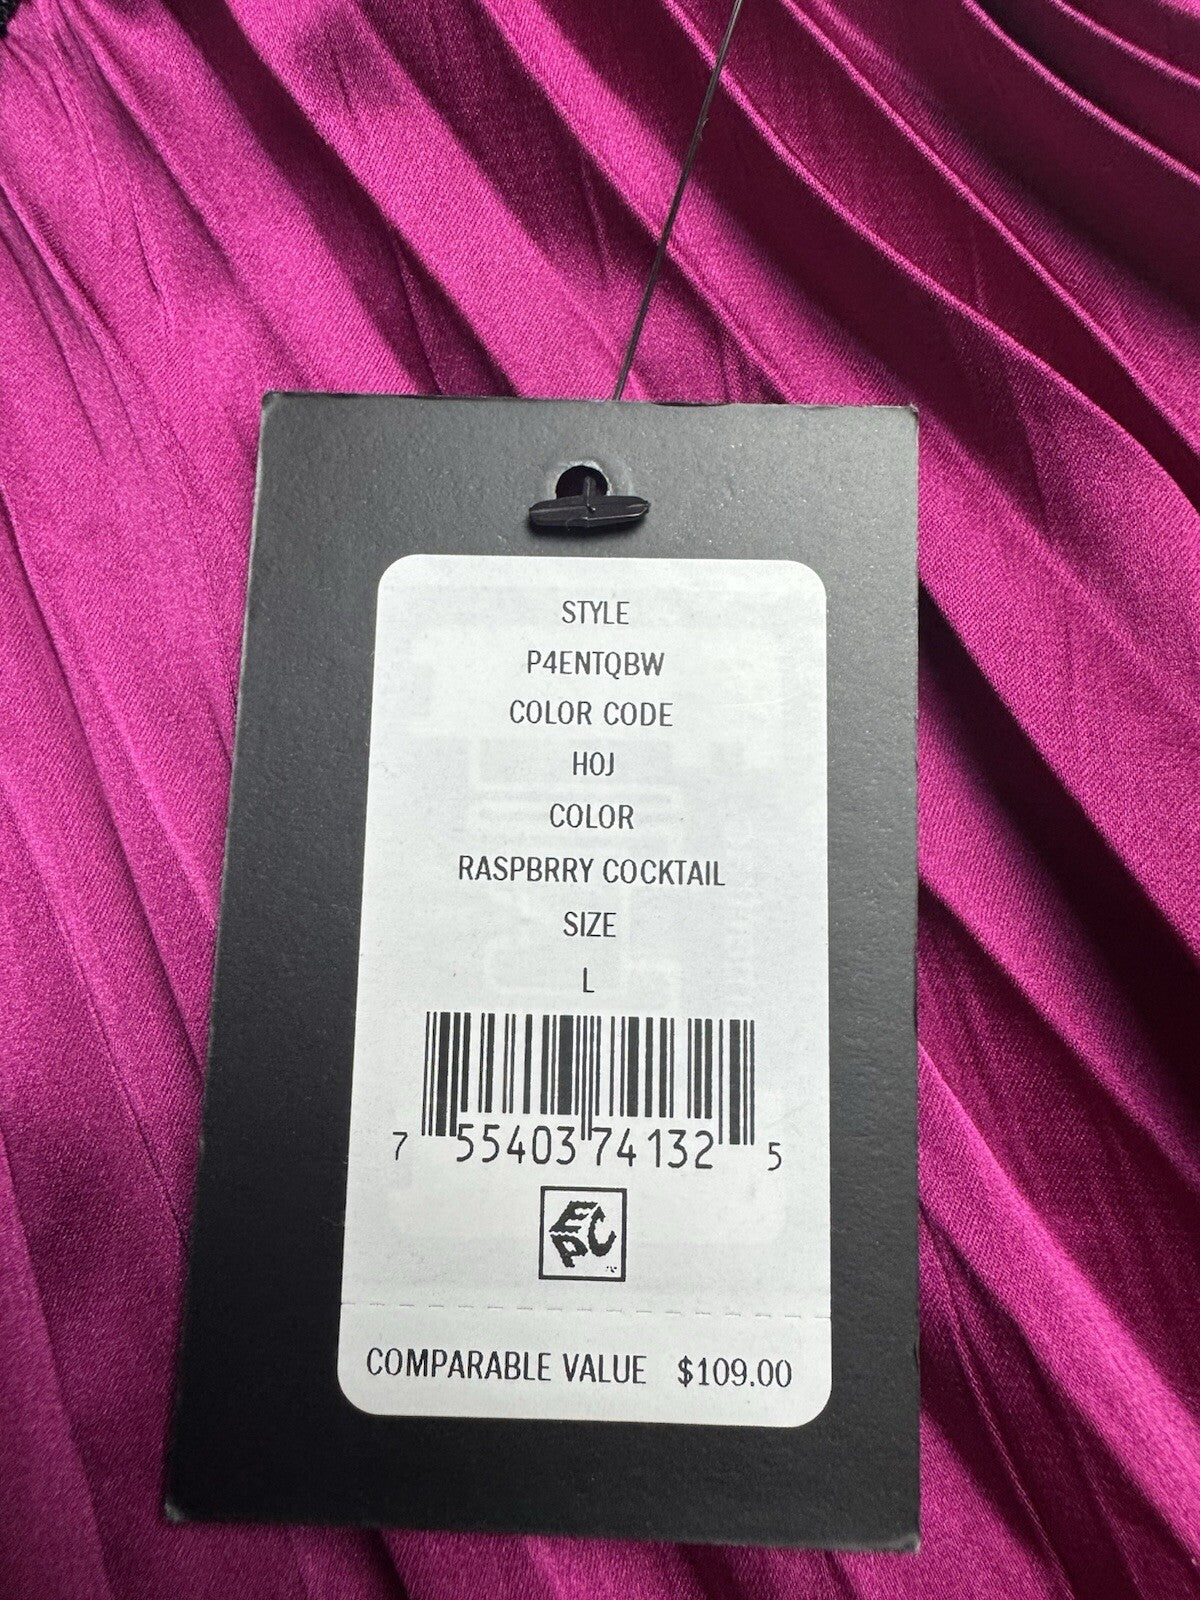 STYLE
P4ENTQBW
COLOR CODE
HOJ
COLOR
RASPBRRY COCKTAIL
SIZE
L
7 55403 74132 5
EPC
COMPARABLE VALUE $109.00